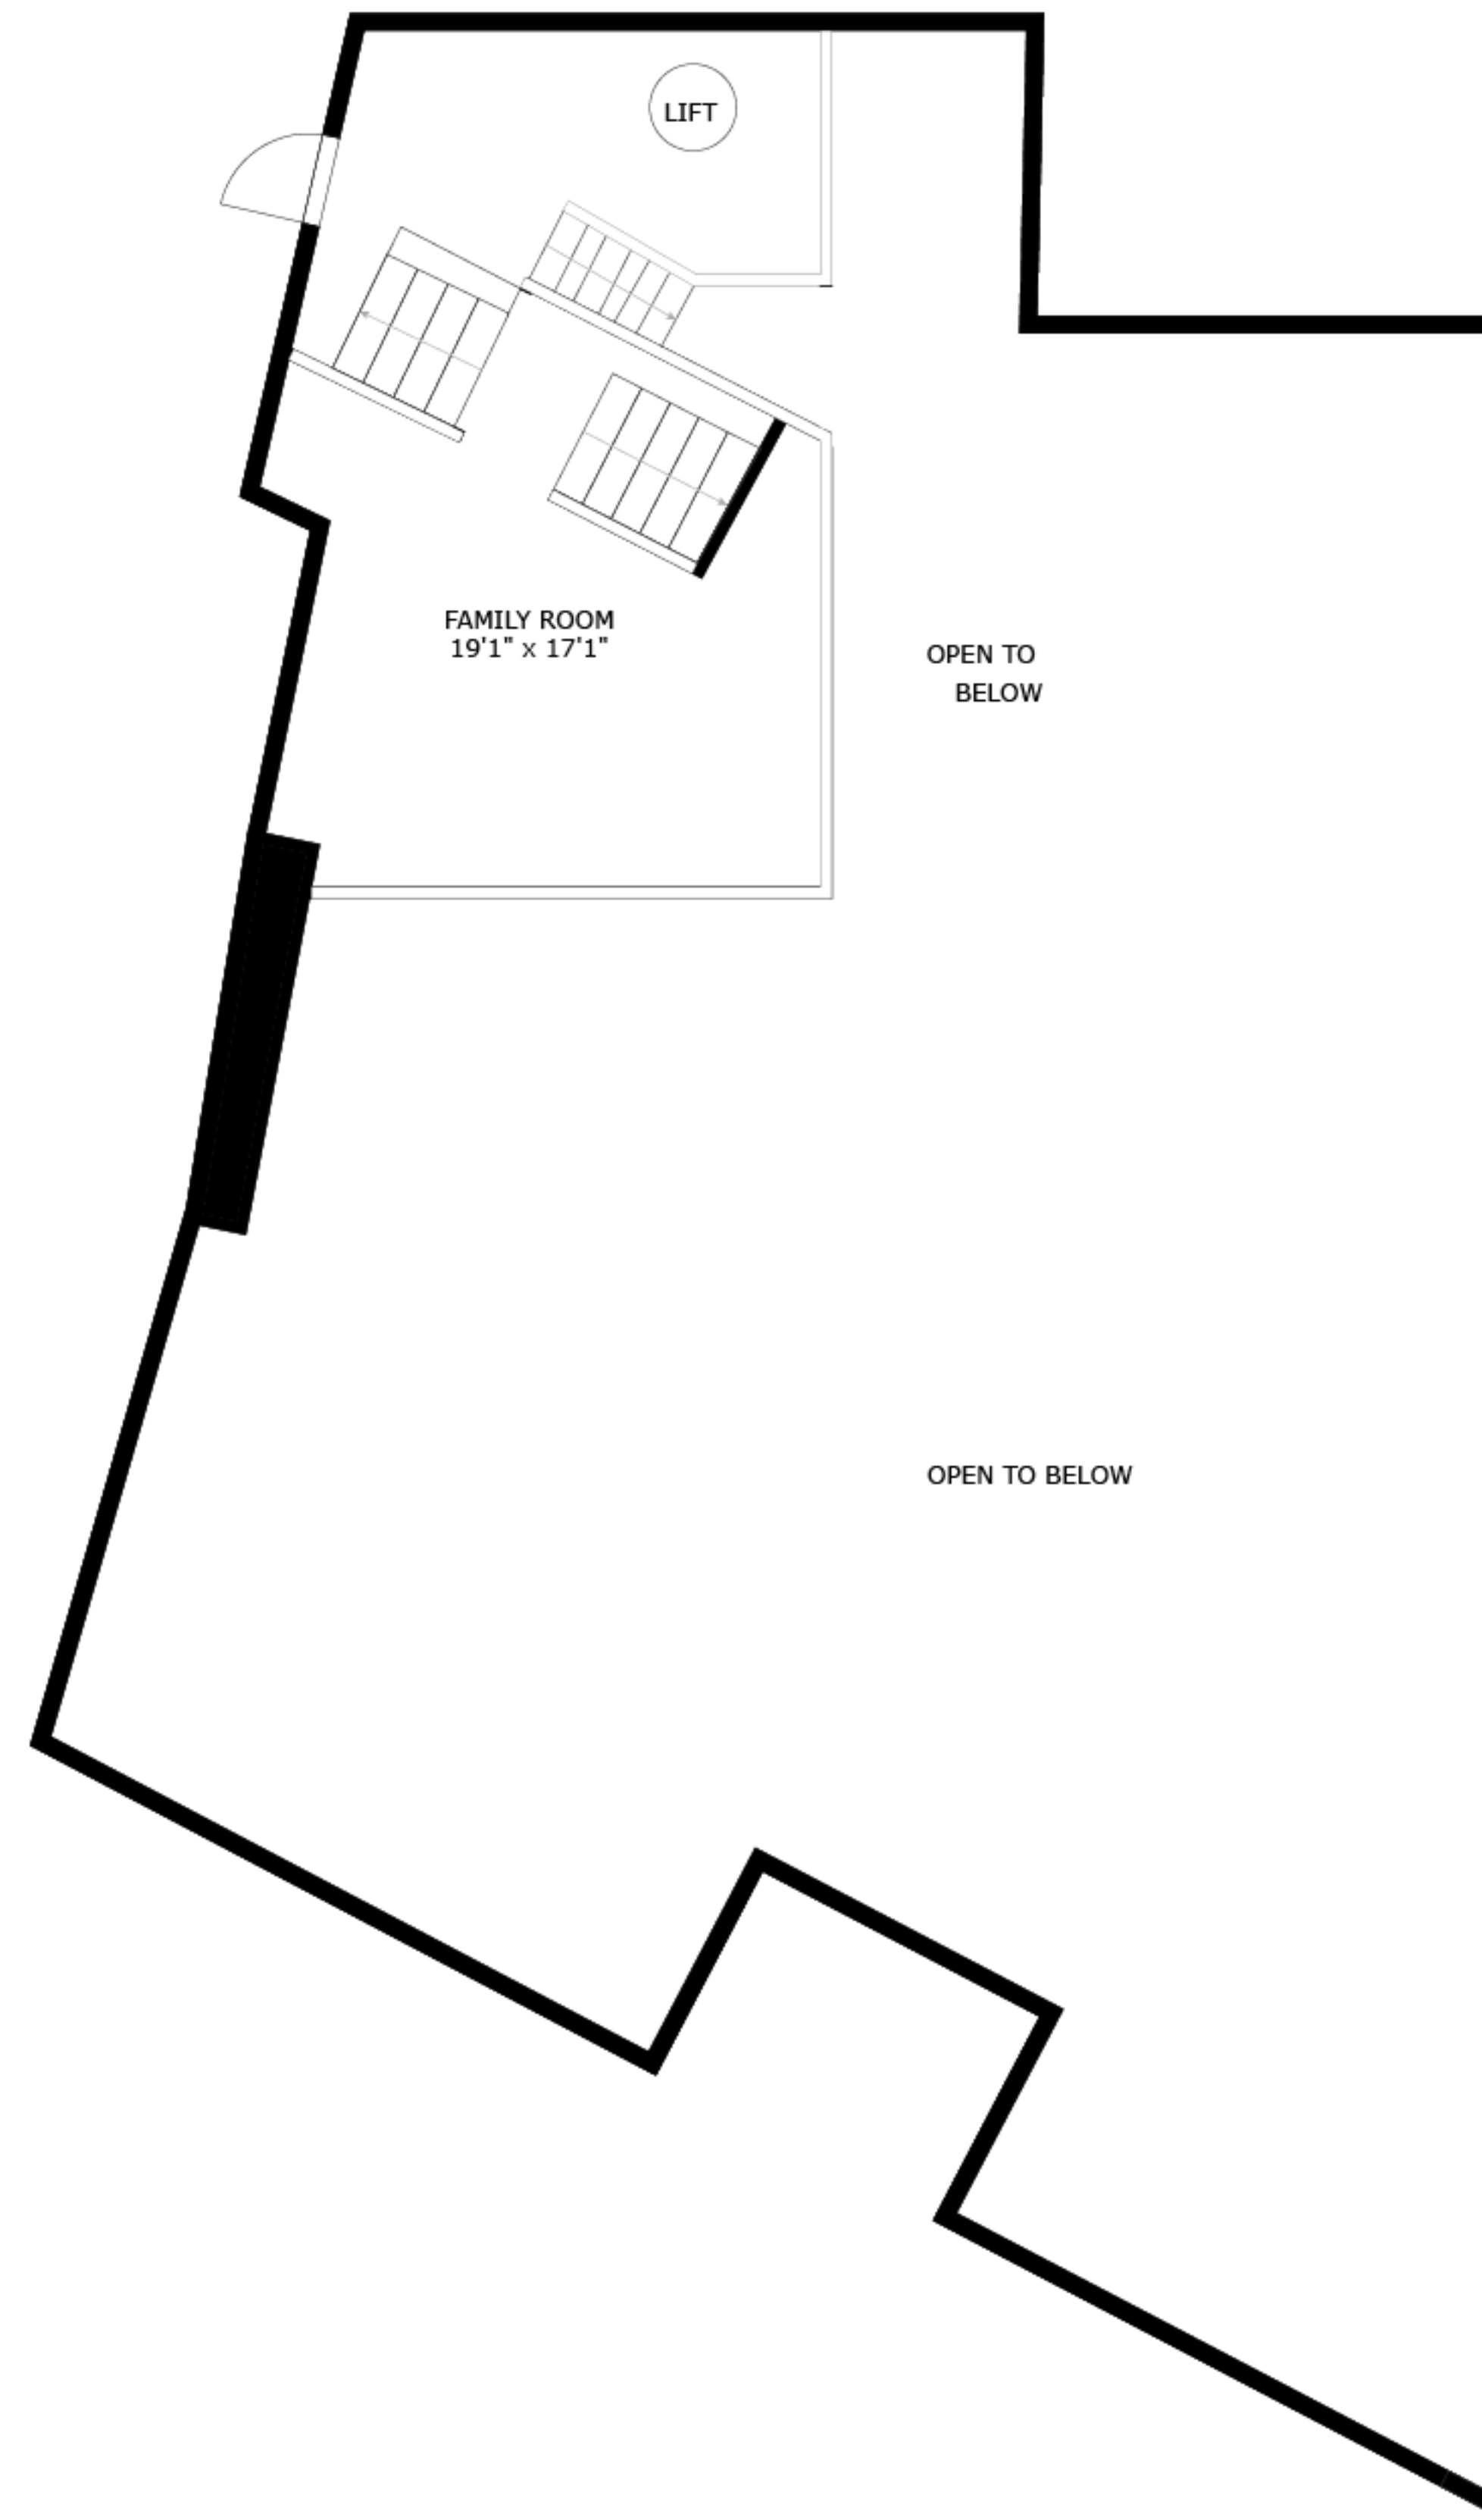 LIFT
FAMILY ROOM
19'1" x 17'1"
OPEN TO
BELOW
OPEN TO BELOW